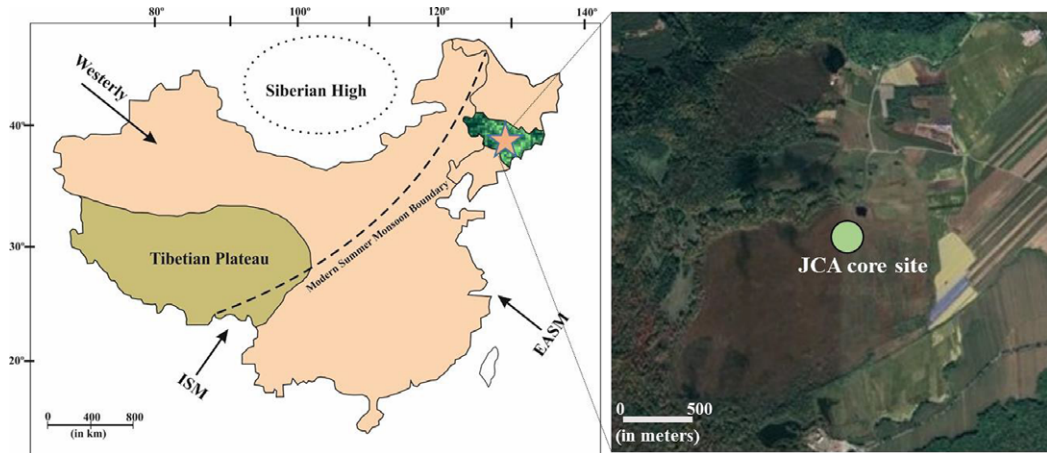 80°
100°
120°
140°
Westerly
Siberian High
40°
30°
20°
Modern Summer Monsoon Boundary
Tibetian Plateau
ISM
EASM
0 400 800
(in km)
JCA core site
0 500
(in meters)